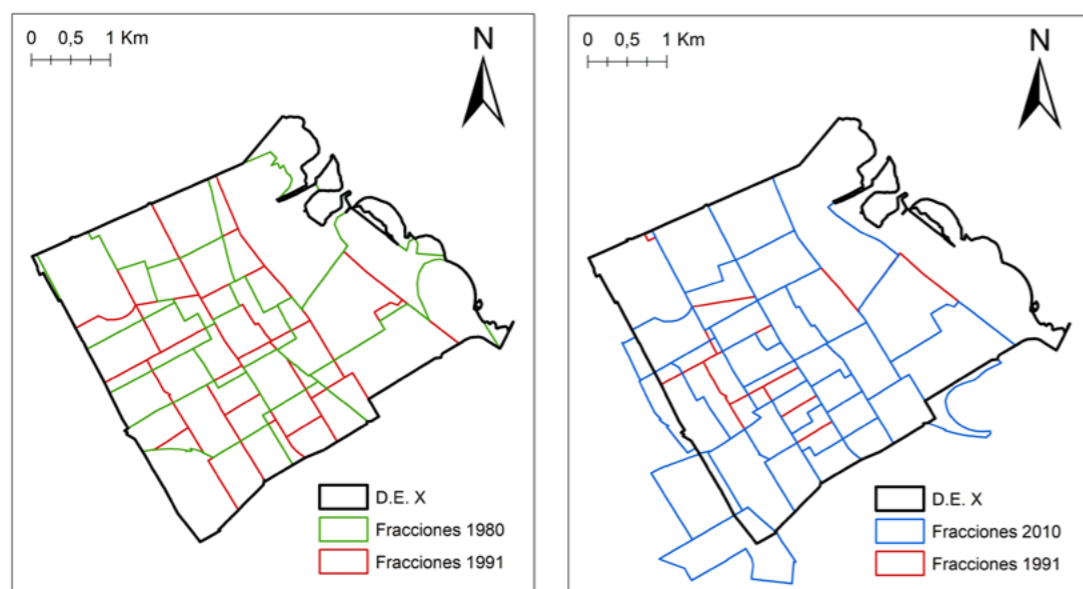 0 0,5 1 Km
N
D.E. X
Fracciones 1980
Fracciones 1991
0 0,5 1 Km
N
D.E. X
Fracciones 2010
Fracciones 1991